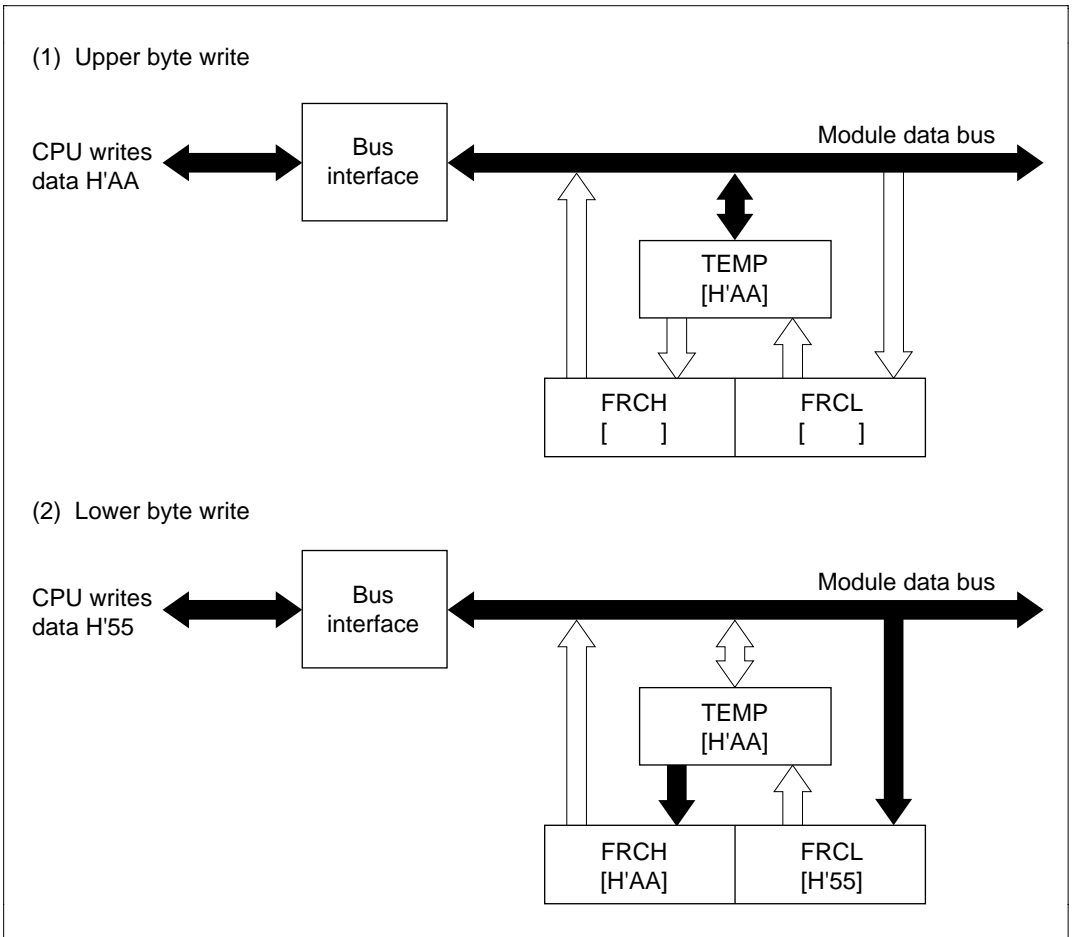 (1) Upper byte write
CPU writes
data H'AA
Bus
interface
Module data bus
TEMP
[H'AA]
FRCH
[ ]
FRCL
[ ]
(2) Lower byte write
CPU writes
data H'55
Bus
interface
Module data bus
TEMP
[H'AA]
FRCH
[H'AA]
FRCL
[H'55]